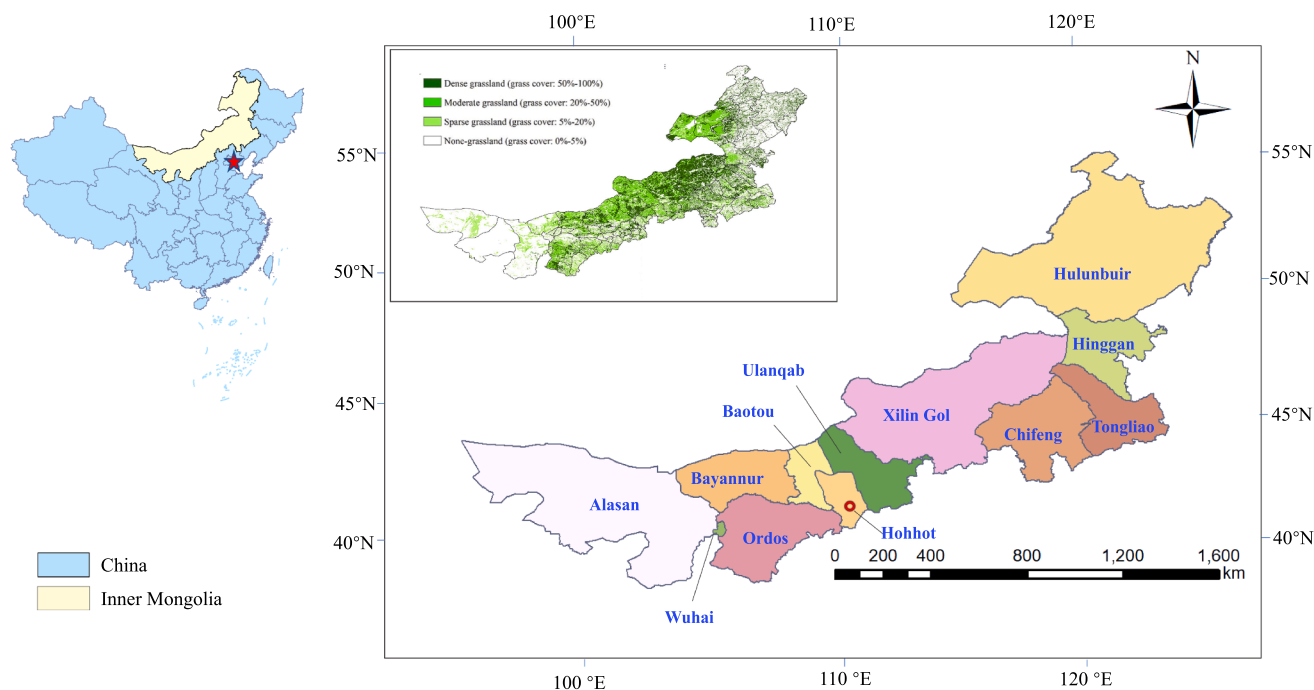 100°E
110°E
120°E
N
Dense grassland (grass cover: 50%-100%)
Moderate grassland (grass cover: 20%-50%)
Sparse grassland (grass cover: 5%-20%)
None-grassland (grass cover: 0%-5%)
55°N
55°N
50°N
50°N
45°N
45°N
40°N
40°N
Hulunbuir
Hinggan
Ulanqab
Baotou
Xilin Gol
Chifeng
Tongliao
Bayannur
Alasan
Ordos
Hohhot
Wuhai
0 200 400 800 1,200 1,600
km
China
Inner Mongolia
100 °E
110 °E
120 °E